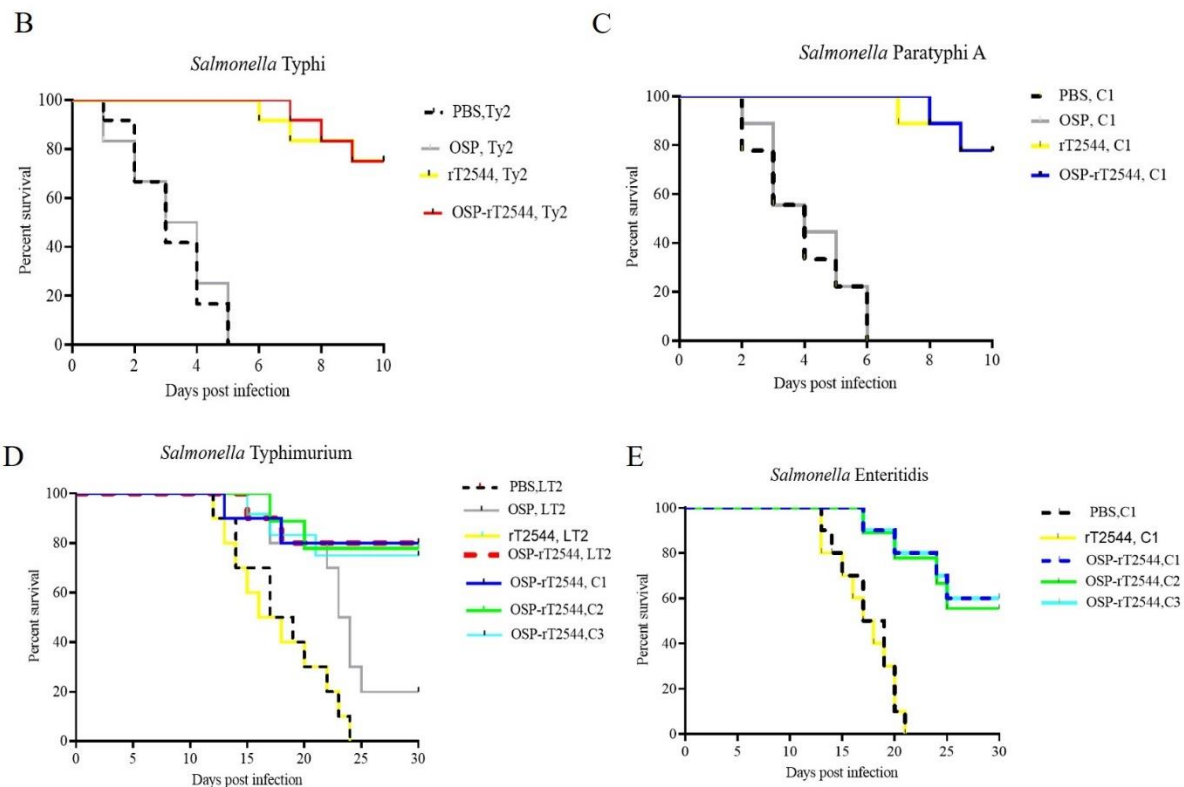 B
Salmonella Typhi
Percent survival
100
80
60
40
20
0
0 2 4 6 8 10
Days post infection
PBS,Ty2
OSP, Ty2
rT2544, Ty2
OSP-rT2544, Ty2
C
Salmonella Paratyphi A
Percent survival
100
80
60
40
20
0
0 2 4 6 8 10
Days post infection
PBS, C1
OSP, C1
rT2544, C1
OSP-rT2544, C1
D
Salmonella Typhimurium
Percent survival
100
80
60
40
20
0
0 5 10 15 20 25 30
Days post infection
PBS,LT2
OSP, LT2
rT2544, LT2
OSP-rT2544, LT2
OSP-rT2544, C1
OSP-rT2544, C2
OSP-rT2544,C3
E
Salmonella Enteritidis
Percent survival
100
80
60
40
20
0
0 5 10 15 20 25 30
Days post infection
PBS,C1
rT2544, C1
OSP-rT2544,C1
OSP-rT2544,C2
OSP-rT2544,C3